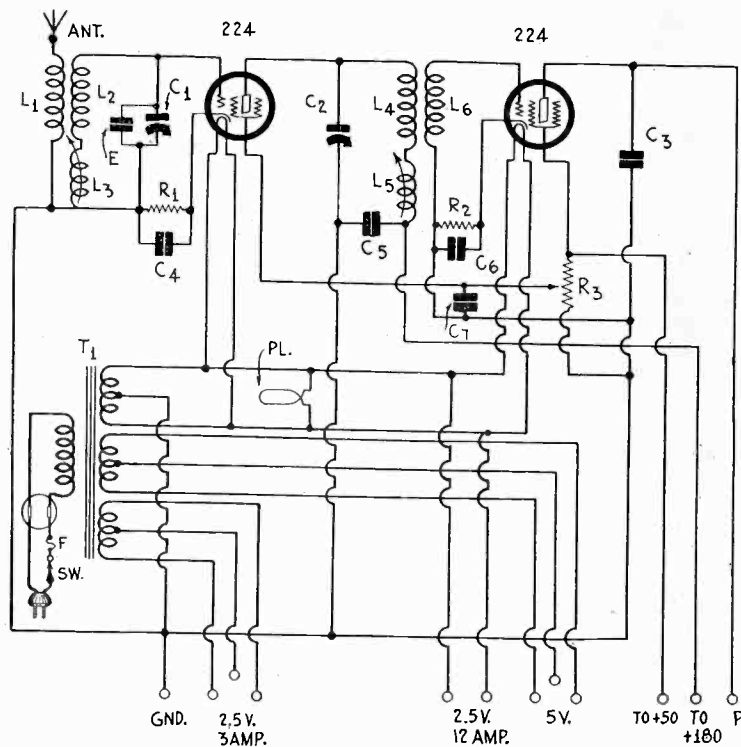 ANT.
224
224
L1
L2
C1
E
L3
R1
C4
C2
L4
L6
L5
C5
R2
C6
C7
R3
C3
T1
PL.
F
SW.
GND.
2,5 V.
3 AMP.
2.5 V.
12 AMP.
5 V.
TO +50
TO
+180
P